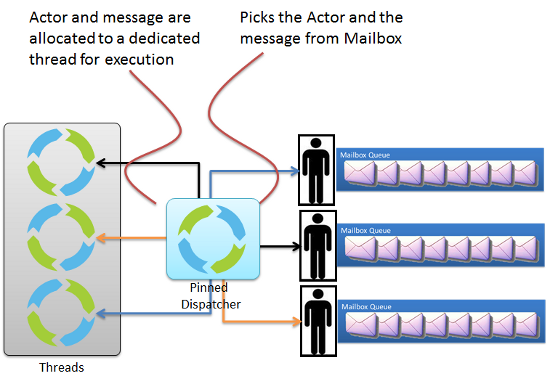 Actor and message are
allocated to a dedicated
thread for execution
Picks the Actor and the
message from Mailbox
Mailbox Queue
Mailbox Queue
Mailbox Queue
Pinned
Dispatcher
Threads